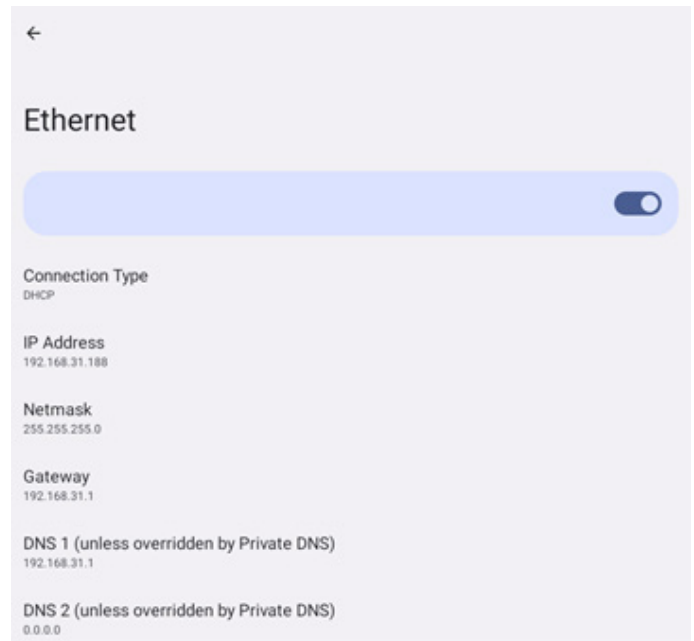 Ethernet
Connection Type
DHCP
IP Address
192.168.31.188
Netmask
255.255.255.0
Gateway
192.168.31.1
DNS 1 (unless overridden by Private DNS)
192.168.31.1
DNS 2 (unless overridden by Private DNS)
0.0.0.0